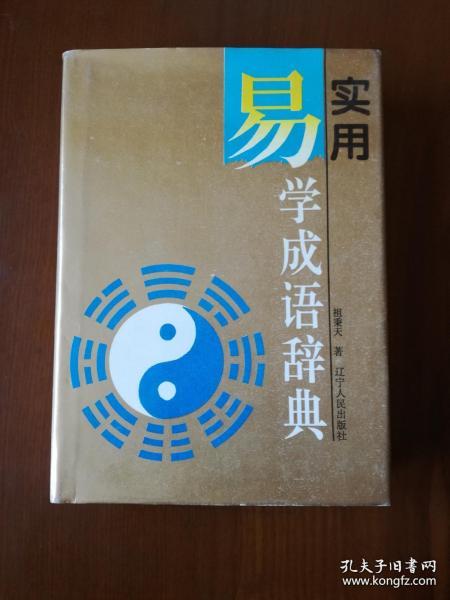 实用
易学成语辞典
祖秉天 著 辽宁人民出版社
孔夫子旧书网
www.kongfz.com